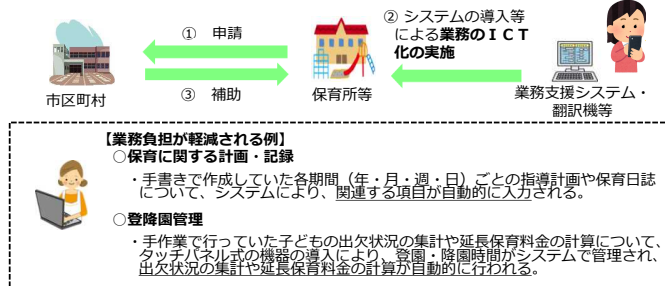 ① 申請
② システムの導入等
による業務のICT
化の実施
③ 補助
市区町村
保育所等
業務支援システム・
翻訳機等
【業務負担が軽減される例】
○保育に関する計画・記録
・手書きで作成していた各期間（年・月・週・日）ごとの指導計画や保育日誌
について、システムにより、関連する項目が自動的に入力される。
○登降園管理
・手作業で行っていた子どもの出欠状況の集計や延長保育料金の計算について、
タッチパネル式の機器の導入により、登園・降園時間がシステムで管理され、
出欠状況の集計や延長保育料金の計算が自動的に行われる。